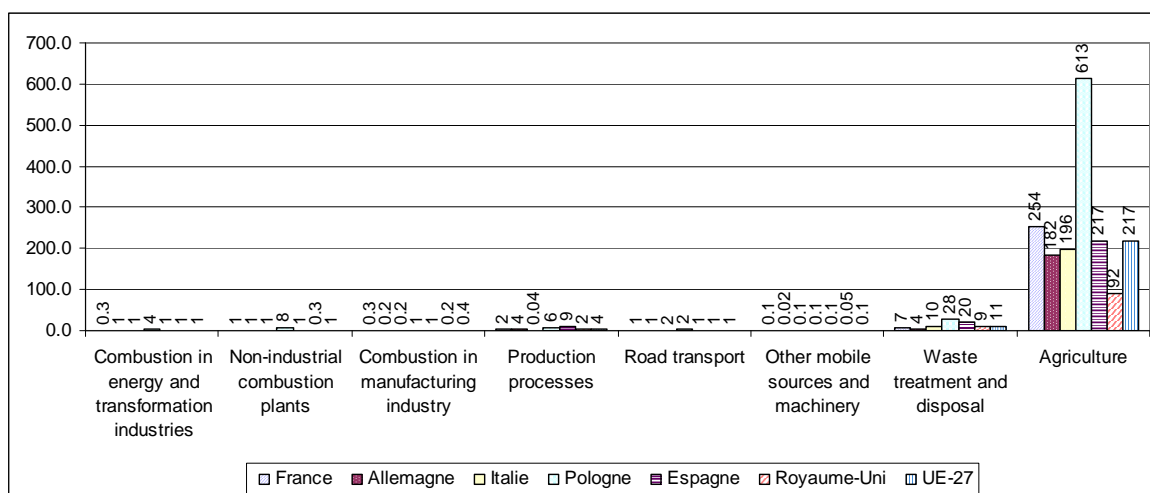 700.0
600.0
500.0
400.0
300.0
200.0
100.0
0.0
0.3 1 1 4 1 1 1
1 1 1 8 1 0.3 1
0.3 0.2 0.2 1 1 0.2 0.4
2 4 0.04 6 9 2 4
1 1 2 2 1 1 1
0.1 0.02 0.1 0.1 0.1 0.05 0.1
7 4 10 28 20 9 11
254 182 196 613 217 92 217
Combustion in
energy and
transformation
industries
Non-industrial
combustion
plants
Combustion in
manufacturing
industry
Production
processes
Road transport
Other mobile
sources and
machinery
Waste
treatment and
disposal
Agriculture
France Allemagne Italie Pologne Espagne Royaume-Uni UE-27